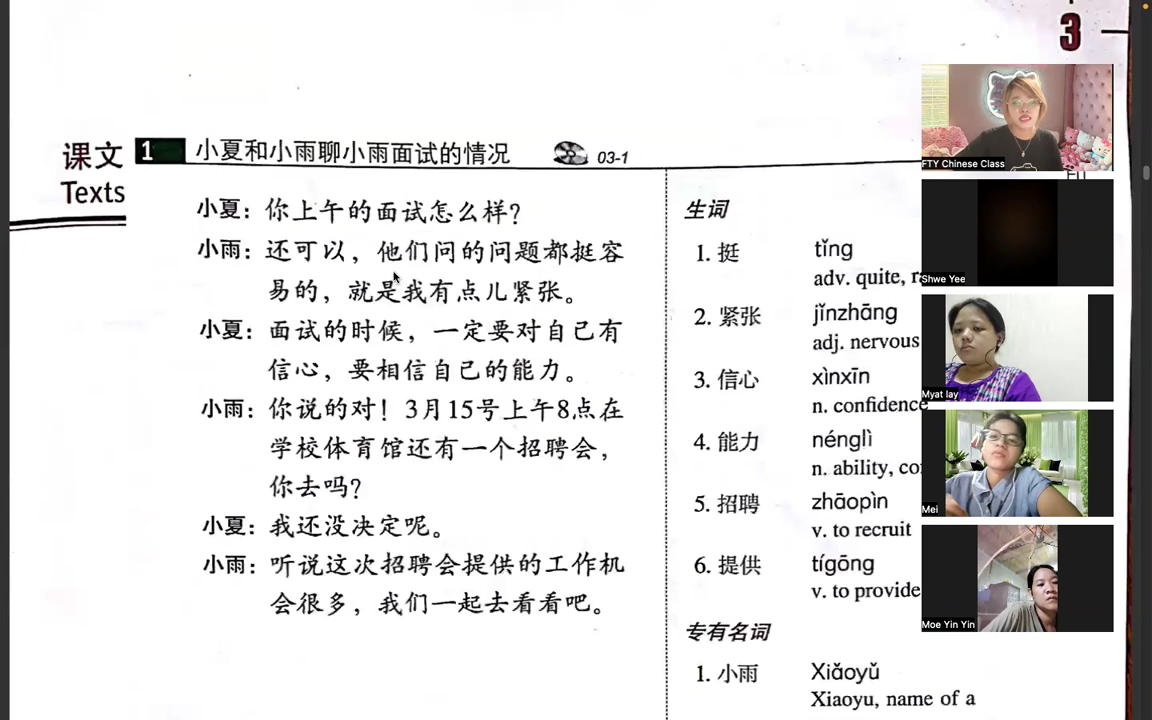 3
课文 1 小夏和小雨聊小雨面试的情况 03-1
Texts
小夏：你上午的面试怎么样？
小雨：还可以，他们问的问题都挺容
易的，就是我有点儿紧张。
小夏：面试的时候，一定要对自己有
信心，要相信自己的能力。
小雨：你说的对！3月15号上午8点在
学校体育馆还有一个招聘会，
你去吗？
小夏：我还没决定呢。
小雨：听说这次招聘会提供的工作机
会很多，我们一起去看看吧。
生词
1. 挺 tǐng
adv. quite,
2. 紧张 jǐnzhāng
adj. nervous
3. 信心 xìnxīn
n. confidence
4. 能力 nénglì
n. ability,
5. 招聘 zhāopìn
v. to recruit
6. 提供 tígōng
v. to provide
专有名词
1. 小雨 Xiǎoyǔ
Xiaoyu, name of a
FTY Chinese Class
Shwe Yee
Myat lay
Mei
Moe Yin Yin